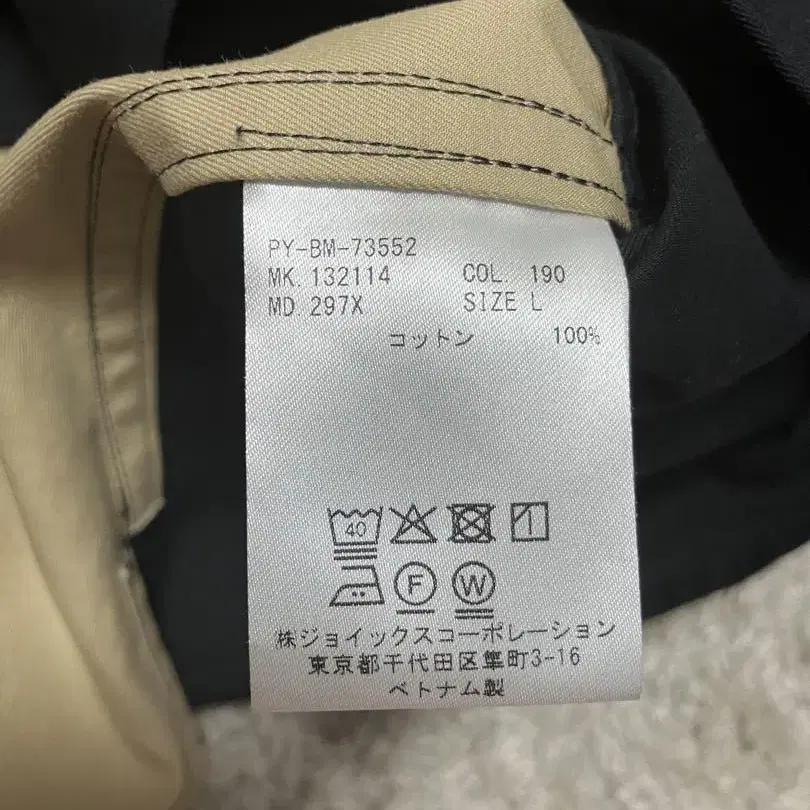 PY-BM-73552
MK. 132114 COL. 190
MD. 297X SIZE L
コットン 100%
40
F W
株ジョイックスコーポレーション
東京都千代田区隼町3-16
ベトナム製